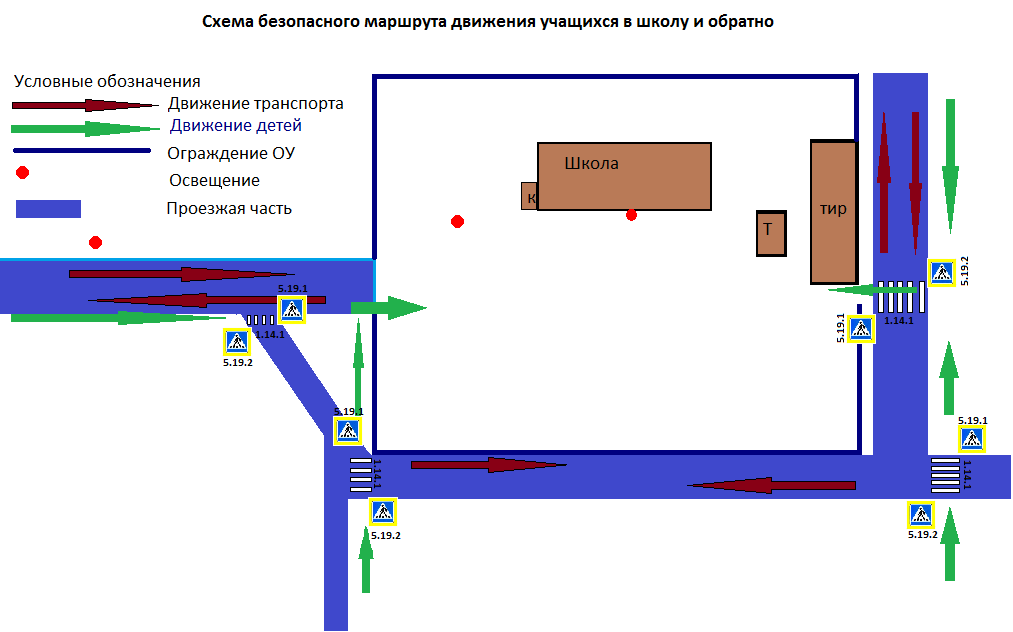 Схема безопасного маршрута движения учащихся в школу и обратно
Условные обозначения
Движение транспорта
Движение детей
Ограждение ОУ
Освещение
Проезжая часть
Школа
к
Т
тир
5.19.2
1.14.1
5.19.1
5.19.1
1.14.1
5.19.2
5.19.1
1.14.1
5.19.2
5.19.1
1.14.1
5.19.2